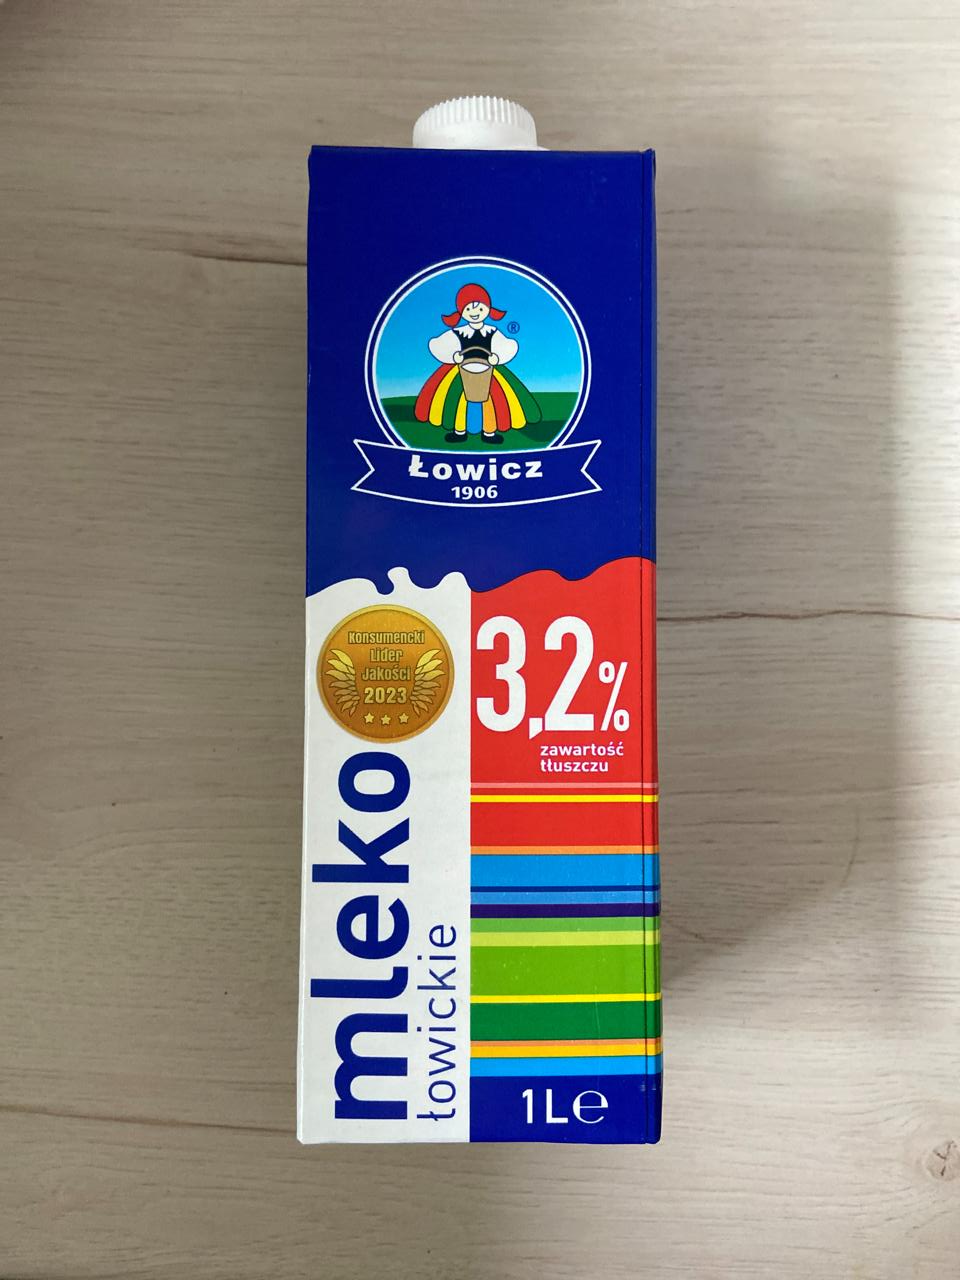 ®
Łowicz
1906
Konsumencki
Lider
Jakości
2023
3,2%
zawartość
tłuszczu
mleko
łowickie
1L℮